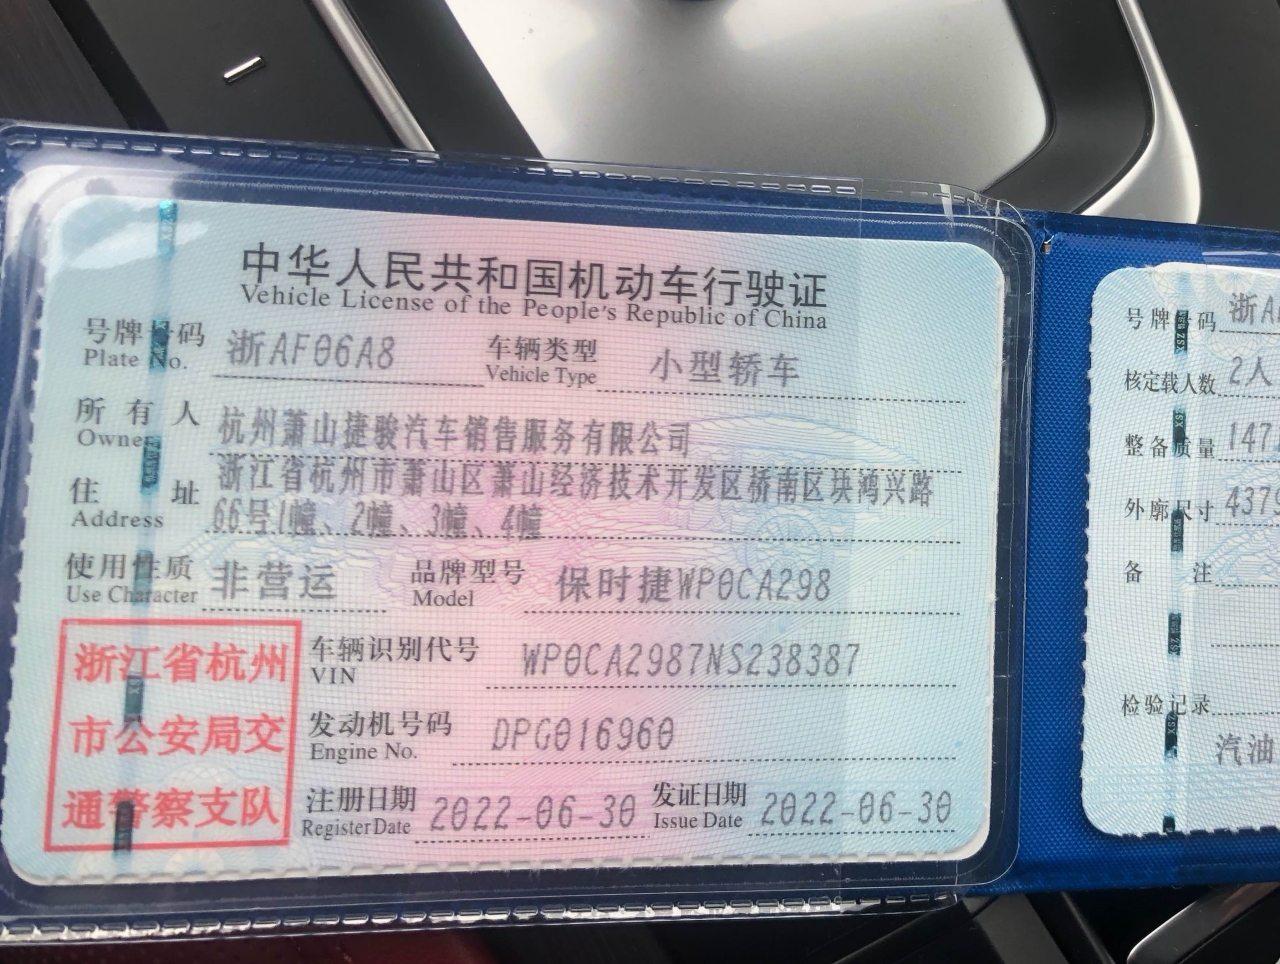 中华人民共和国机动车行驶证
Vehicle License of the People's Republic of China
号牌号码 浙AF06A8 车辆类型 小型轿车
Plate No. Vehicle Type
所有人 杭州萧山捷骏汽车销售服务有限公司
Owner
住址 浙江省杭州市萧山区萧山经济技术开发区桥南区块鸿兴路
Address 66号1幢、2幢、3幢、4幢
使用性质 非营运 品牌型号 保时捷WP0CA298
Use Character Model
浙江省杭州
市公安局交
通警察支队
车辆识别代号 WP0CA2987NS238387
VIN
发动机号码 DPG016960
Engine No.
注册日期 2022-06-30 发证日期 2022-06-30
Register Date Issue Date
号牌号码 浙A
核定载人数 2人
整备质量 147
外廓尺寸 437
备注
检验记录
汽油